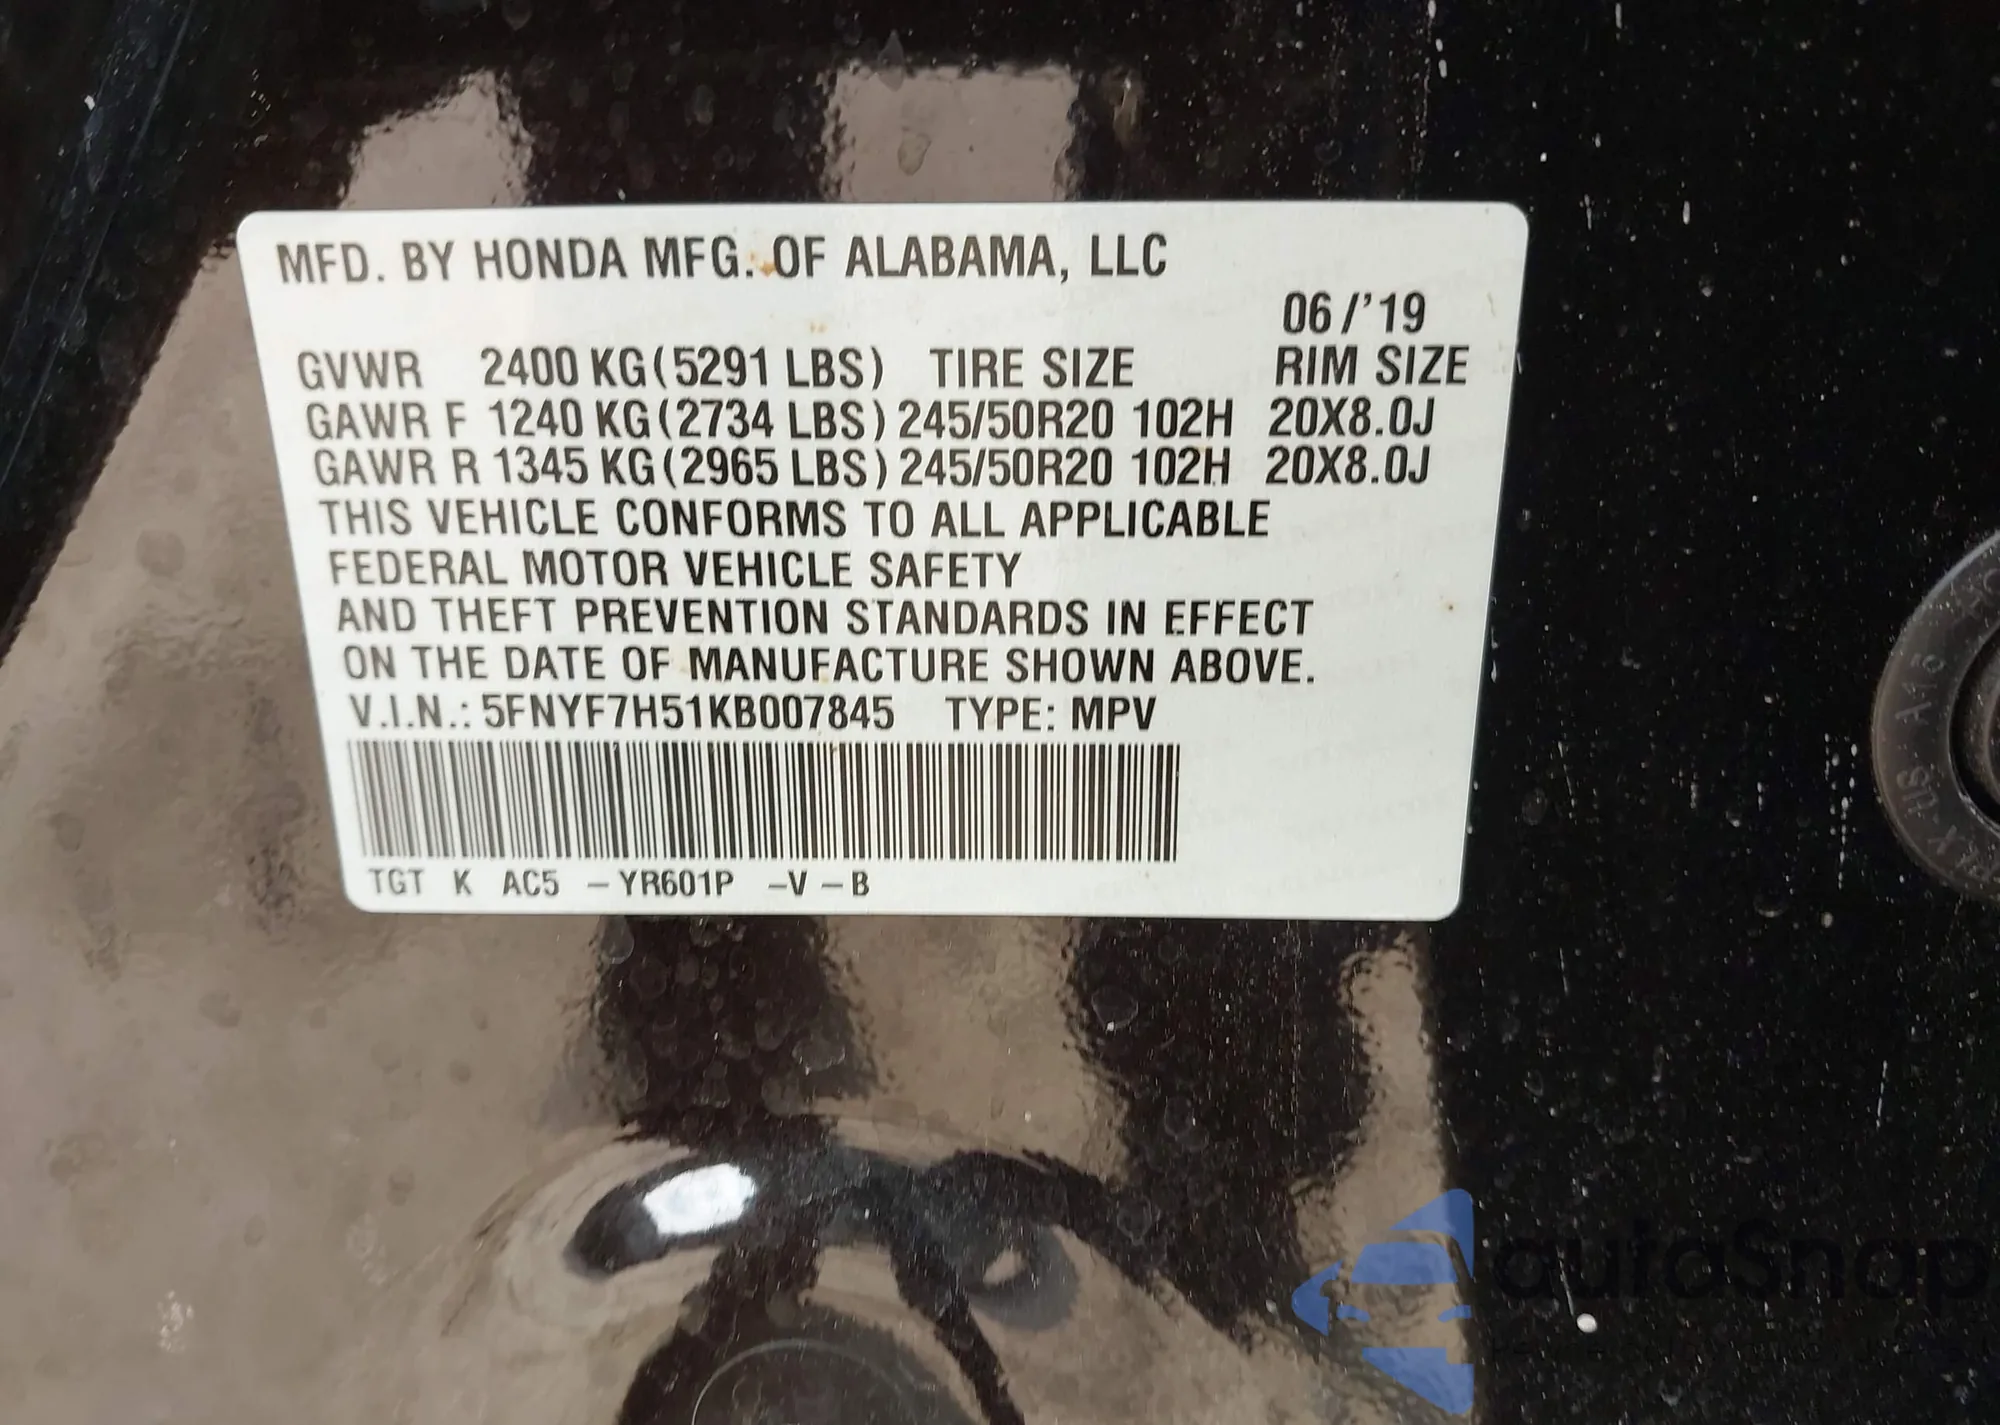 MFD. BY HONDA MFG. OF ALABAMA, LLC
06/'19
GVWR 2400 KG (5291 LBS) TIRE SIZE RIM SIZE
GAWR F 1240 KG (2734 LBS) 245/50R20 102H 20X8.0J
GAWR R 1345 KG (2965 LBS) 245/50R20 102H 20X8.0J
THIS VEHICLE CONFORMS TO ALL APPLICABLE
FEDERAL MOTOR VEHICLE SAFETY
AND THEFT PREVENTION STANDARDS IN EFFECT
ON THE DATE OF MANUFACTURE SHOWN ABOVE.
V.I.N.: 5FNYF7H51KB007845 TYPE: MPV
TGT K AC5 – YR601P –V – B
autoSnap